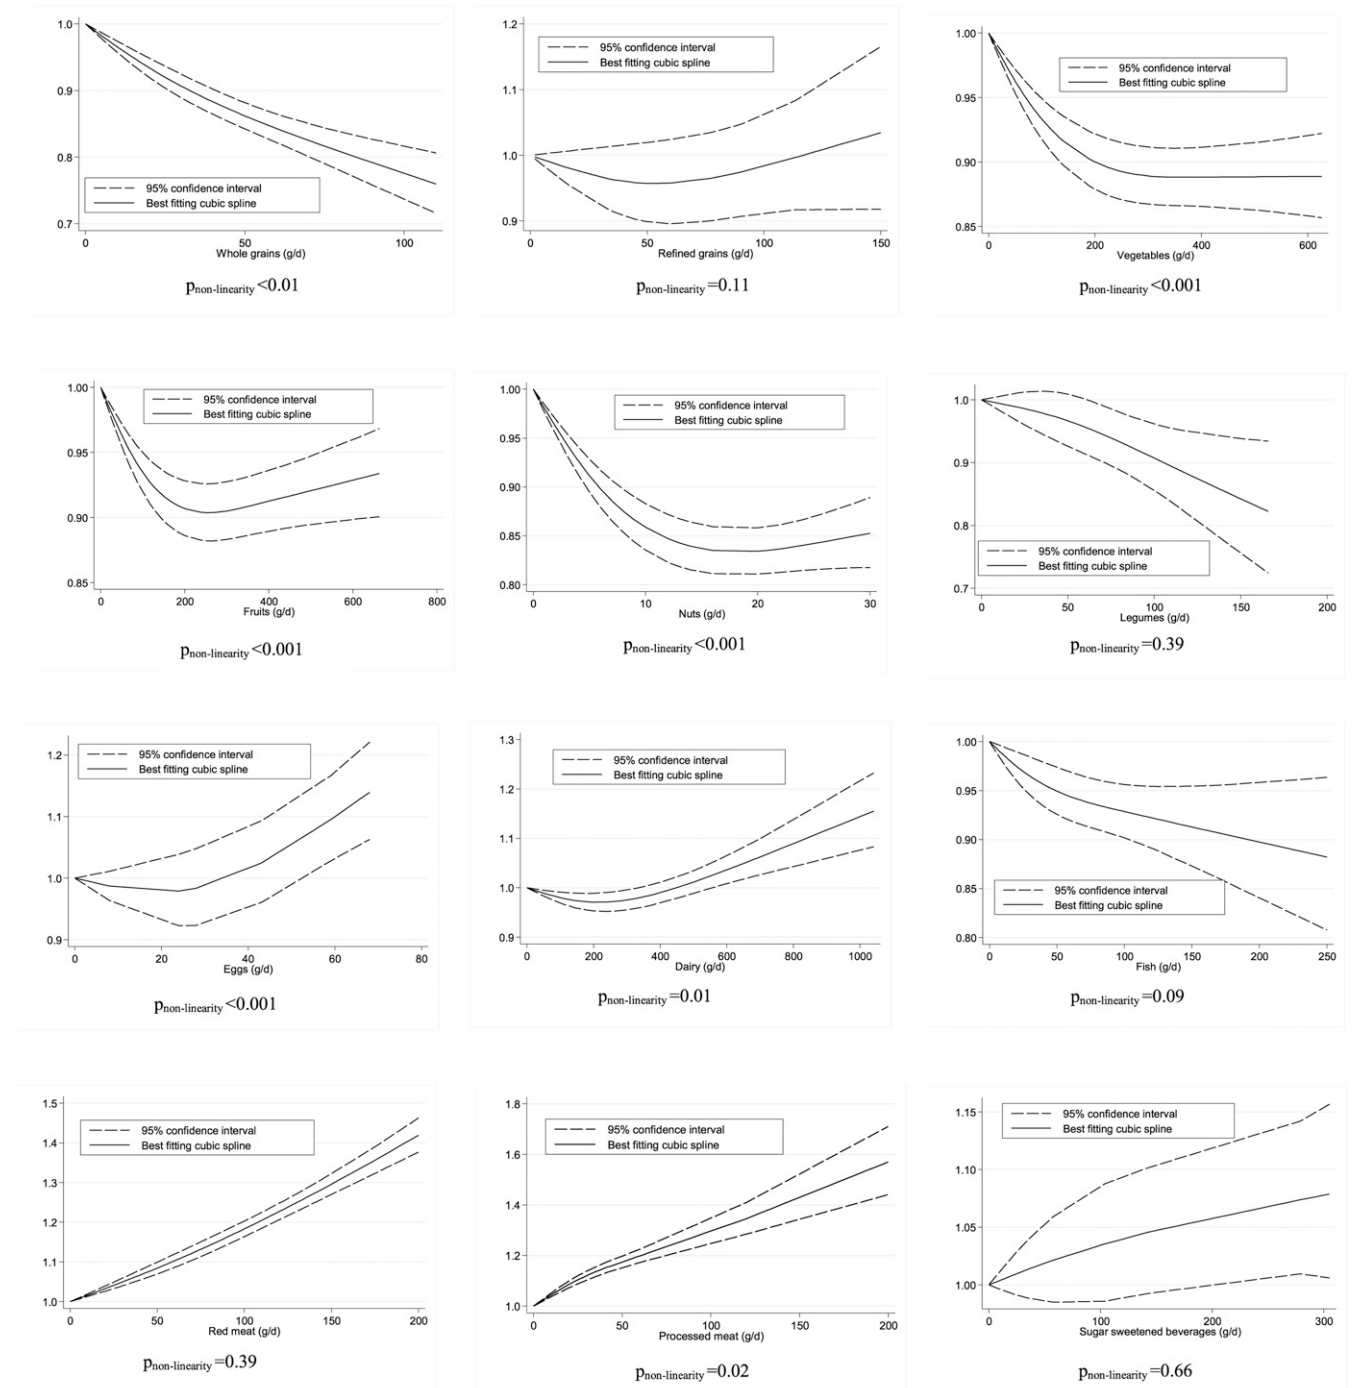 1.0
0.9
0.8
0.7
95% confidence interval
Best fitting cubic spline
0 50 100
Whole grains (g/d)
pnon-linearity<0.01
1.2
1.1
1.0
0.9
95% confidence interval
Best fitting cubic spline
0 50 100 150
Refined grains (g/d)
pnon-linearity=0.11
1.00
0.95
0.90
0.85
95% confidence interval
Best fitting cubic spline
0 200 400 600
Vegetables (g/d)
pnon-linearity<0.001
1.00
0.95
0.90
0.85
95% confidence interval
Best fitting cubic spline
0 200 400 600 800
Fruits (g/d)
pnon-linearity<0.001
1.00
0.95
0.90
0.85
0.80
95% confidence interval
Best fitting cubic spline
0 10 20 30
Nuts (g/d)
pnon-linearity<0.001
1.0
0.9
0.8
0.7
95% confidence interval
Best fitting cubic spline
0 50 100 150 200
Legumes (g/d)
pnon-linearity=0.39
1.2
1.1
1.0
0.9
95% confidence interval
Best fitting cubic spline
0 20 40 60 80
Eggs (g/d)
pnon-linearity<0.001
1.3
1.2
1.1
1.0
0.9
95% confidence interval
Best fitting cubic spline
0 200 400 600 800 1000
Dairy (g/d)
pnon-linearity=0.01
1.00
0.95
0.90
0.85
0.80
95% confidence interval
Best fitting cubic spline
0 50 100 150 200 250
Fish (g/d)
pnon-linearity=0.09
1.5
1.4
1.3
1.2
1.1
1.0
95% confidence interval
Best fitting cubic spline
0 50 100 150 200
Red meat (g/d)
pnon-linearity=0.39
1.8
1.6
1.4
1.2
1.0
95% confidence interval
Best fitting cubic spline
0 50 100 150 200
Processed meat (g/d)
pnon-linearity=0.02
1.15
1.10
1.05
1.00
95% confidence interval
Best fitting cubic spline
0 100 200 300
Sugar sweetened beverages (g/d)
pnon-linearity=0.66